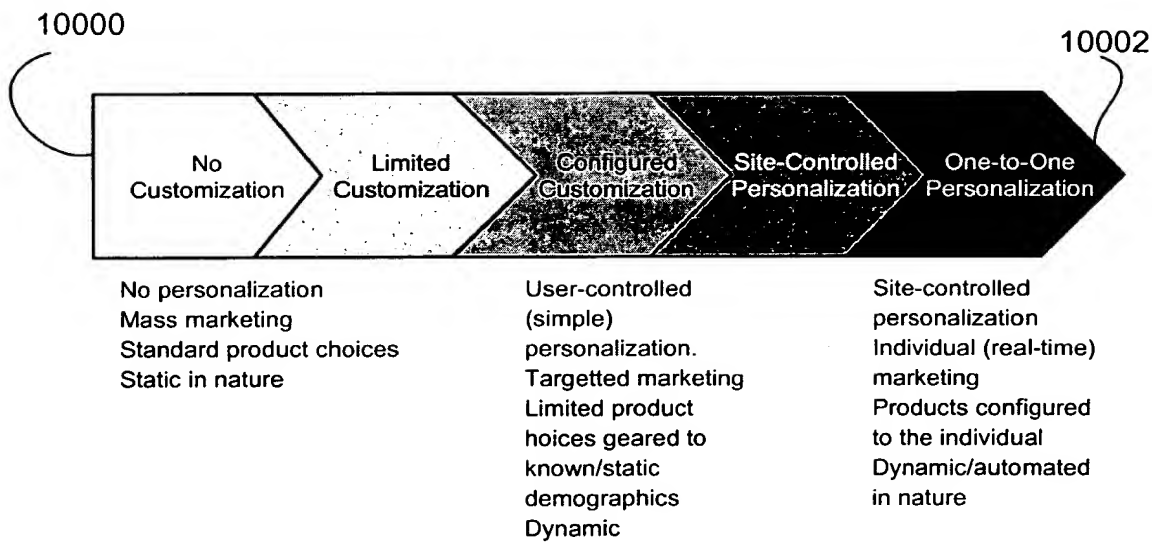 10000
10002
No
Customization
Limited
Customization
Configured
Customization
Site-Controlled
Personalization
One-to-One
Personalization
No personalization
Mass marketing
Standard product choices
Static in nature
User-controlled
(simple)
personalization.
Targetted marketing
Limited product
hoices geared to
known/static
demographics
Dynamic
Site-controlled
personalization
Individual (real-time)
marketing
Products configured
to the individual
Dynamic/automated
in nature